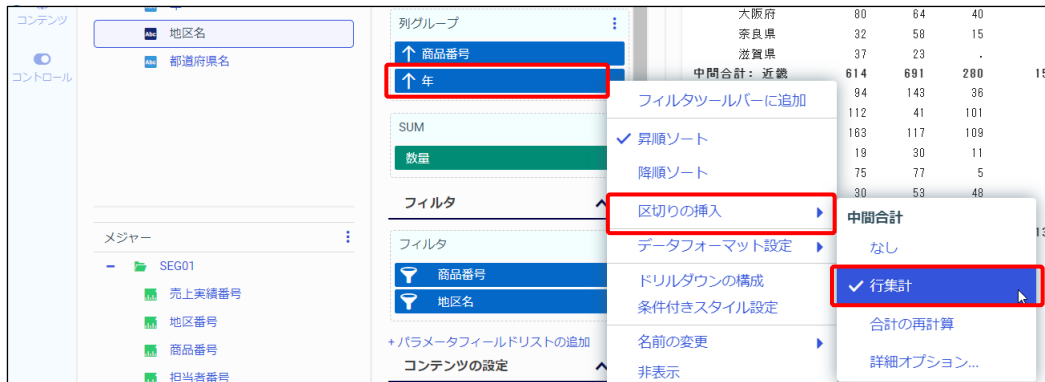 コンテンツ
コントロール
地区名
都道府県名
メジャー
SEG01
売上実績番号
地区番号
商品番号
担当者番号
列グループ
商品番号
年
SUM
数量
フィルタ
フィルタ
商品番号
地区名
+ パラメータフィールドリストの追加
コンテンツの設定
フィルタツールバーに追加
昇順ソート
降順ソート
区切りの挿入
データフォーマット設定
ドリルダウンの構成
条件付きスタイル設定
名前の変更
非表示
中間合計
なし
行集計
合計の再計算
詳細オプション...
大阪府 80 64 40
奈良県 32 58 15
滋賀県 37 23 .
中間合計: 近畿 614 691 280 15
94 143 36
112 41 101
163 117 109
19 30 11
75 77 5
30 53 48